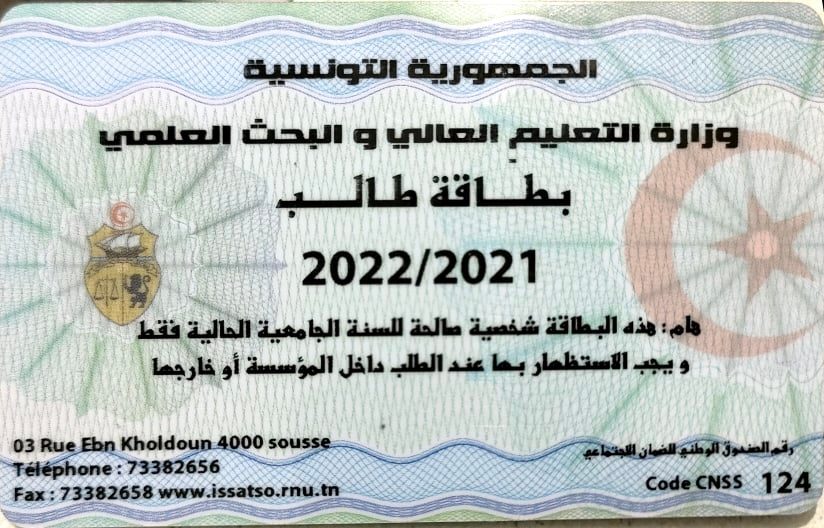 الجمهورية التونسية
وزارة التعليم العالي و البحث العلمي
بطاقة طالب
2022/2021
هام: هذه البطاقة شخصية صالحة للسنة الجامعية الحالية فقط
و يجب الاستظهار بها عند الطلب داخل المؤسسة أو خارجها
03 Rue Ebn Kholdoun 4000 sousse
Téléphone : 73382656
Fax : 73382658 www.issatso.rnu.tn
رقم الصندوق الوطني للضمان الاجتماعي
Code CNSS 124